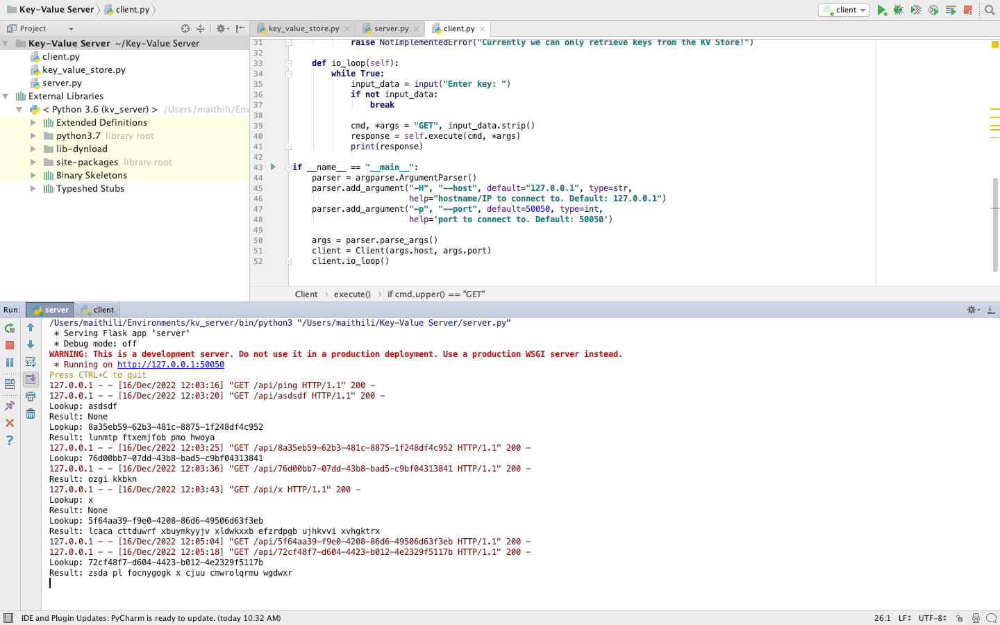 Key-Value Server client.py client
Project key_value_store.py server.py client.py
Key-Value Server ~/Key-Value Server
client.py
key_value_store.py
server.py
External Libraries
< Python 3.6 (kv_server) > /Users/maithili/Env
Extended Definitions
python3.7 library root
lib-dynload
site-packages library root
Binary Skeletons
Typeshed Stubs
31 raise NotImplementedError("Currently we can only retrieve keys from the KV Store!")
32
33 def io_loop(self):
34 while True:
35 input_data = input("Enter key: ")
36 if not input_data:
37 break
38
39 cmd, *args = "GET", input_data.strip()
40 response = self.execute(cmd, *args)
41 print(response)
42
43 if __name__ == "__main__":
44 parser = argparse.ArgumentParser()
45 parser.add_argument("-H", "--host", default="127.0.0.1", type=str,
46 help="hostname/IP to connect to. Default: 127.0.0.1")
47 parser.add_argument("-p", "--port", default=50050, type=int,
48 help='port to connect to. Default: 50050')
49
50 args = parser.parse_args()
51 client = Client(args.host, args.port)
52 client.io_loop()
Client > execute() > if cmd.upper() == "GET"
Run: server client
/Users/maithili/Environments/kv_server/bin/python3 "/Users/maithili/Key-Value Server/server.py"
* Serving Flask app 'server'
* Debug mode: off
WARNING: This is a development server. Do not use it in a production deployment. Use a production WSGI server instead.
* Running on http://127.0.0.1:50050
Press CTRL+C to quit
127.0.0.1 - - [16/Dec/2022 12:03:16] "GET /api/ping HTTP/1.1" 200 -
127.0.0.1 - - [16/Dec/2022 12:03:20] "GET /api/asdsdf HTTP/1.1" 200 -
Lookup: asdsdf
Result: None
Lookup: 8a35eb59-62b3-481c-8875-1f248df4c952
Result: lunmtp ftxemjfob pmo hwoya
127.0.0.1 - - [16/Dec/2022 12:03:25] "GET /api/8a35eb59-62b3-481c-8875-1f248df4c952 HTTP/1.1" 200 -
Lookup: 76d00bb7-07dd-43b8-bad5-c9bf04313841
127.0.0.1 - - [16/Dec/2022 12:03:36] "GET /api/76d00bb7-07dd-43b8-bad5-c9bf04313841 HTTP/1.1" 200 -
Result: ozgi kkbkn
127.0.0.1 - - [16/Dec/2022 12:03:43] "GET /api/x HTTP/1.1" 200 -
Lookup: x
Result: None
Lookup: 5f64aa39-f9e0-4208-86d6-49506d63f3eb
Result: lcaca cttduwrf xbuymkyyjv xldwkxxb efzrdpgb ujhkvvi xvhgktrx
127.0.0.1 - - [16/Dec/2022 12:05:04] "GET /api/5f64aa39-f9e0-4208-86d6-49506d63f3eb HTTP/1.1" 200 -
127.0.0.1 - - [16/Dec/2022 12:05:18] "GET /api/72cf48f7-d604-4423-b012-4e2329f5117b HTTP/1.1" 200 -
Lookup: 72cf48f7-d604-4423-b012-4e2329f5117b
Result: zsda pl focnygogk x cjuu cmwrolqrmu wgdwxr
IDE and Plugin Updates: PyCharm is ready to update. (today 10:32 AM) 26:1 LF UTF-8